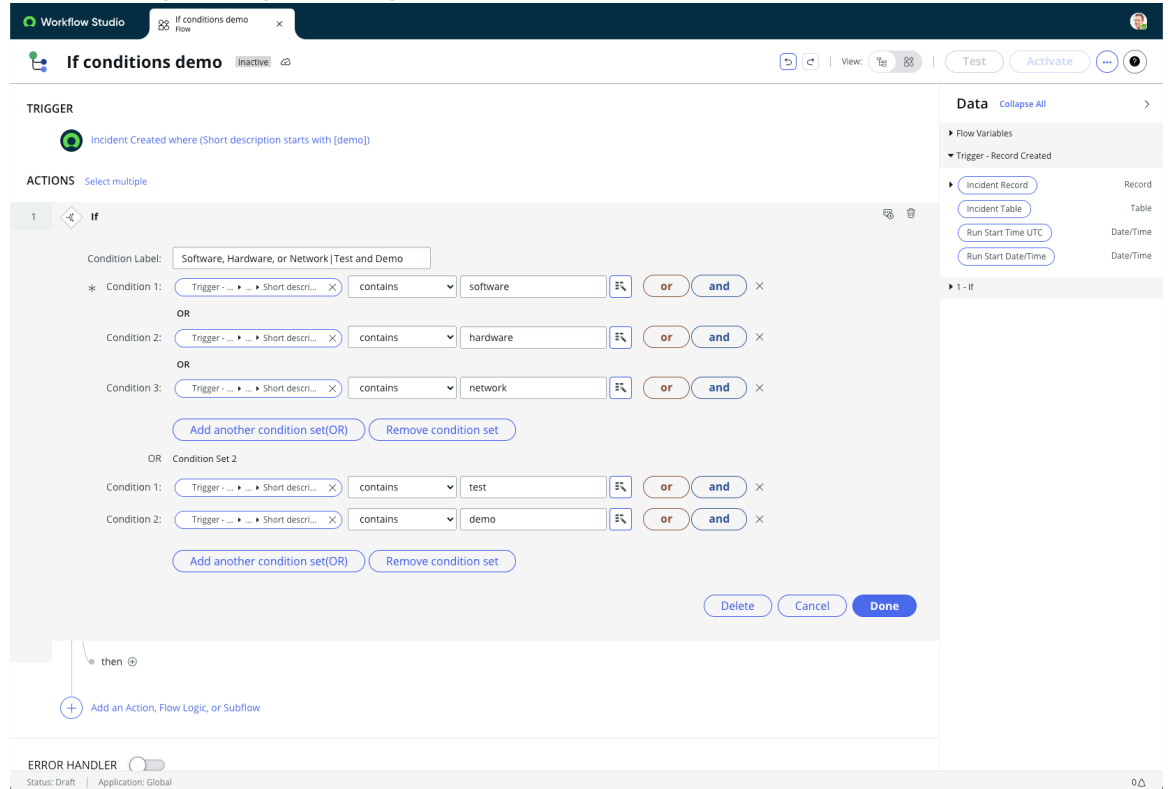 Workflow Studio
If conditions demo
Flow
If conditions demo Inactive
View:
Test Activate
TRIGGER
Incident Created where (Short description starts with [demo])
ACTIONS Select multiple
1 If
Condition Label: Software, Hardware, or Network|Test and Demo
* Condition 1: Trigger - ... ▸ ... ▸ Short descri... contains software or and
OR
Condition 2: Trigger - ... ▸ ... ▸ Short descri... contains hardware or and
OR
Condition 3: Trigger - ... ▸ ... ▸ Short descri... contains network or and
Add another condition set(OR) Remove condition set
OR Condition Set 2
Condition 1: Trigger - ... ▸ ... ▸ Short descri... contains test or and
Condition 2: Trigger - ... ▸ ... ▸ Short descri... contains demo or and
Add another condition set(OR) Remove condition set
Delete Cancel Done
then
Add an Action, Flow Logic, or Subflow
ERROR HANDLER
Data Collapse All
Flow Variables
Trigger - Record Created
Incident Record Record
Incident Table Table
Run Start Time UTC Date/Time
Run Start Date/Time Date/Time
1 - If
Status: Draft | Application: Global
0